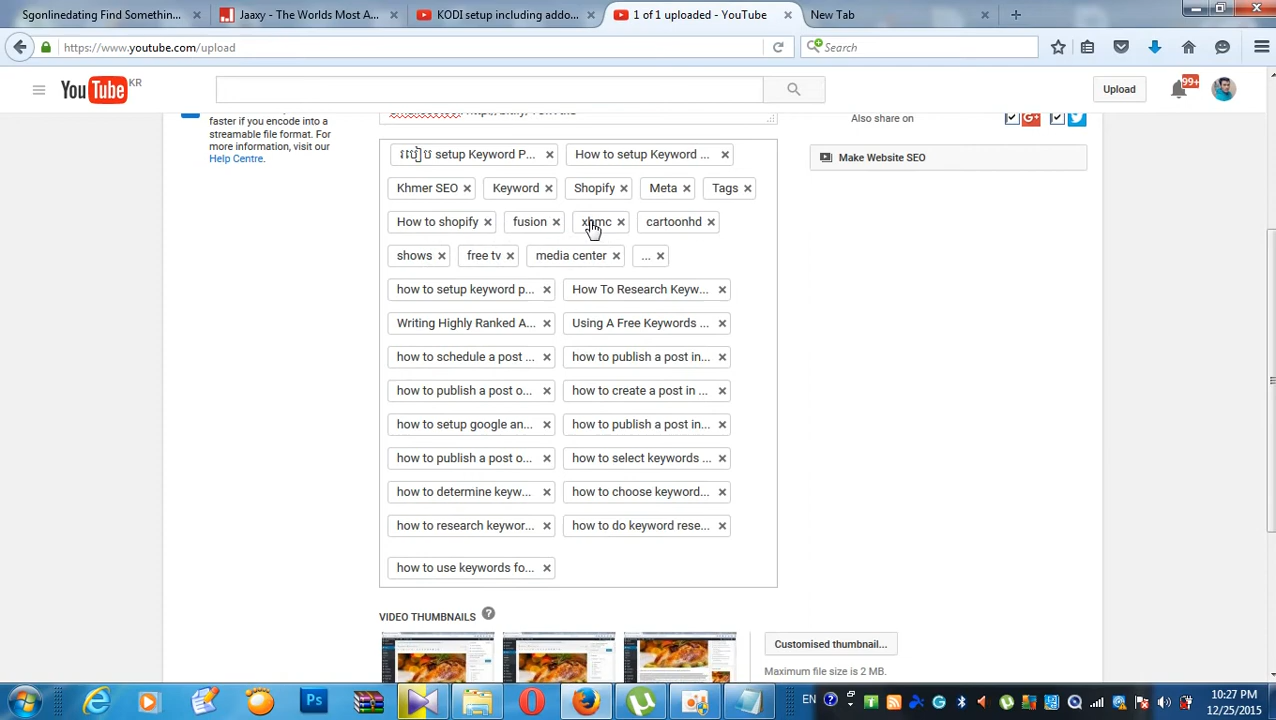 Sgonlinedating Find Somethin...
Jaaxy - The Worlds Most A...
KODI setup including addo...
1 of 1 uploaded - YouTube
New Tab
https://www.youtube.com/upload
Search
YouTube KR
Upload
99+
faster if you encode into a
streamable file format. For
more information, visit our
Help Centre.
Also share on
Make Website SEO
របៀប setup Keyword P...
How to setup Keyword ...
Khmer SEO
Keyword
Shopify
Meta
Tags
How to shopify
fusion
cartoonhd
shows
free tv
media center
...
how to setup keyword p...
How To Research Keyw...
Writing Highly Ranked A...
Using A Free Keywords ...
how to schedule a post ...
how to publish a post in...
how to publish a post o...
how to create a post in ...
how to setup google an...
how to publish a post in...
how to publish a post o...
how to select keywords ...
how to determine keyw...
how to choose keyword...
how to research keywor...
how to do keyword rese...
how to use keywords fo...
VIDEO THUMBNAILS
Customised thumbnail...
Maximum file size is 2 MB.
EN
10:27 PM
12/25/2015